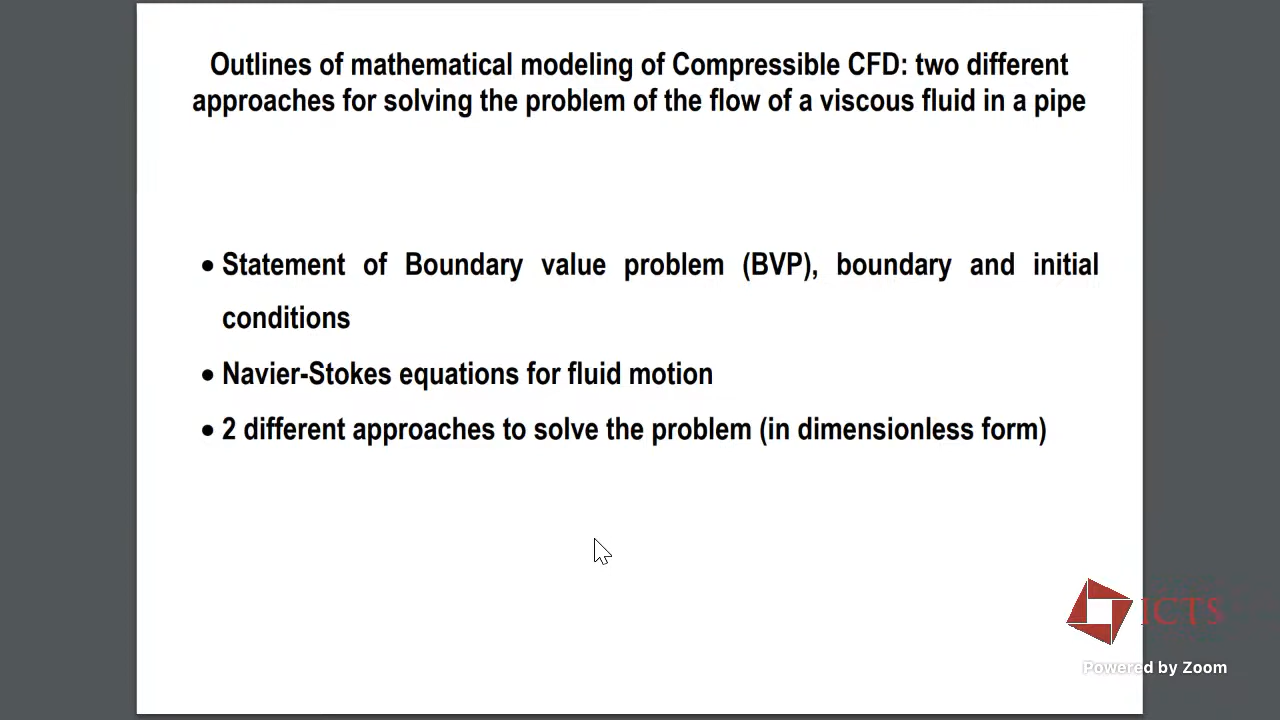 Outlines of mathematical modeling of Compressible CFD: two different
approaches for solving the problem of the flow of a viscous fluid in a pipe
• Statement of Boundary value problem (BVP), boundary and initial
conditions
• Navier-Stokes equations for fluid motion
• 2 different approaches to solve the problem (in dimensionless form)
ICTS
Powered by Zoom